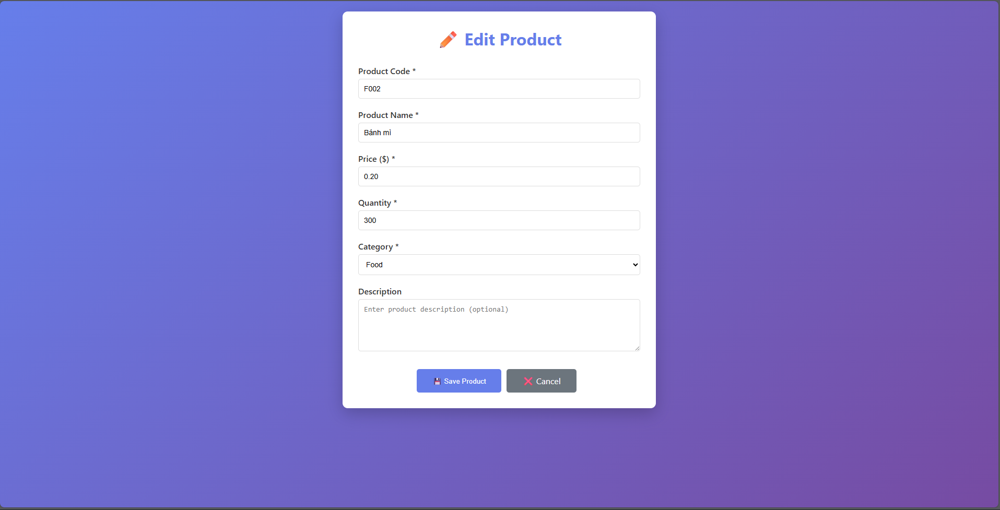 Edit Product
Product Code *
F002
Product Name *
Bánh mì
Price ($) *
0.20
Quantity *
300
Category *
Food
Description
Enter product description (optional)
Save Product
Cancel